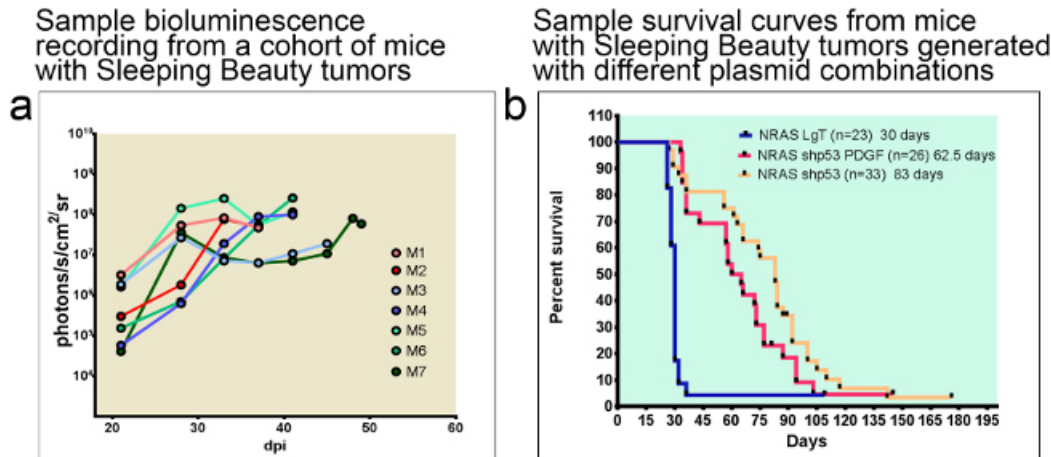 Sample bioluminescence
recording from a cohort of mice
with Sleeping Beauty tumors
Sample survival curves from mice
with Sleeping Beauty tumors generated
with different plasmid combinations
a
photons/s/cm²/sr
10¹⁰
10⁹
10⁸
10⁷
10⁶
10⁵
10⁴
20 30 40 50 60
dpi
M1
M2
M3
M4
M5
M6
M7
b
Percent survival
110
100
90
80
70
60
50
40
30
20
10
0
0 15 30 45 60 75 90 105 120 135 150 165 180 195
Days
NRAS LgT (n=23) 30 days
NRAS shp53 PDGF (n=26) 62.5 days
NRAS shp53 (n=33) 83 days